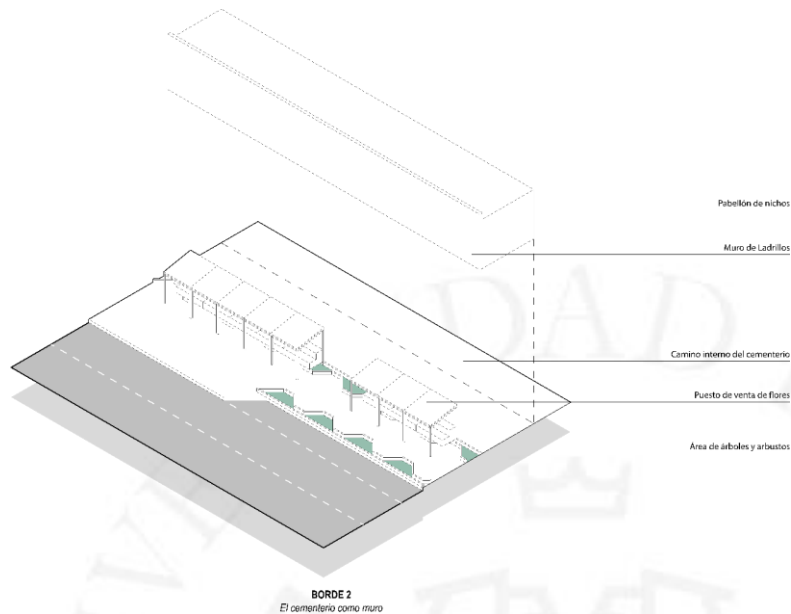 Pabellón de nichos
Muro de Ladrillos
Camino interno del cementerio
Puesto de venta de flores
Área de árboles y arbustos
BORDE 2
El cementerio como muro